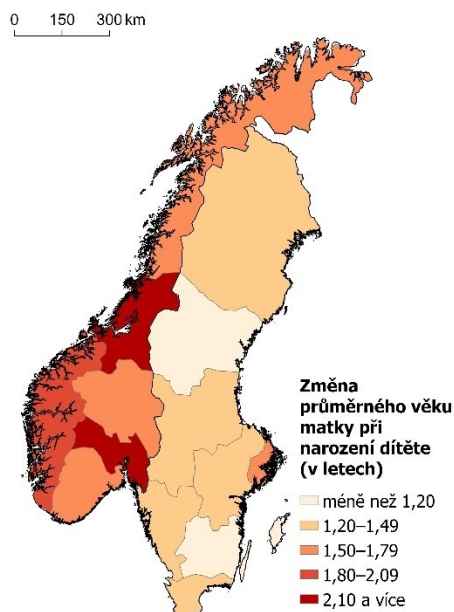 0 150 300 km
Změna
průměrného věku
matky při
narození dítěte
(v letech)
méně než 1,20
1,20–1,49
1,50–1,79
1,80–2,09
2,10 a více